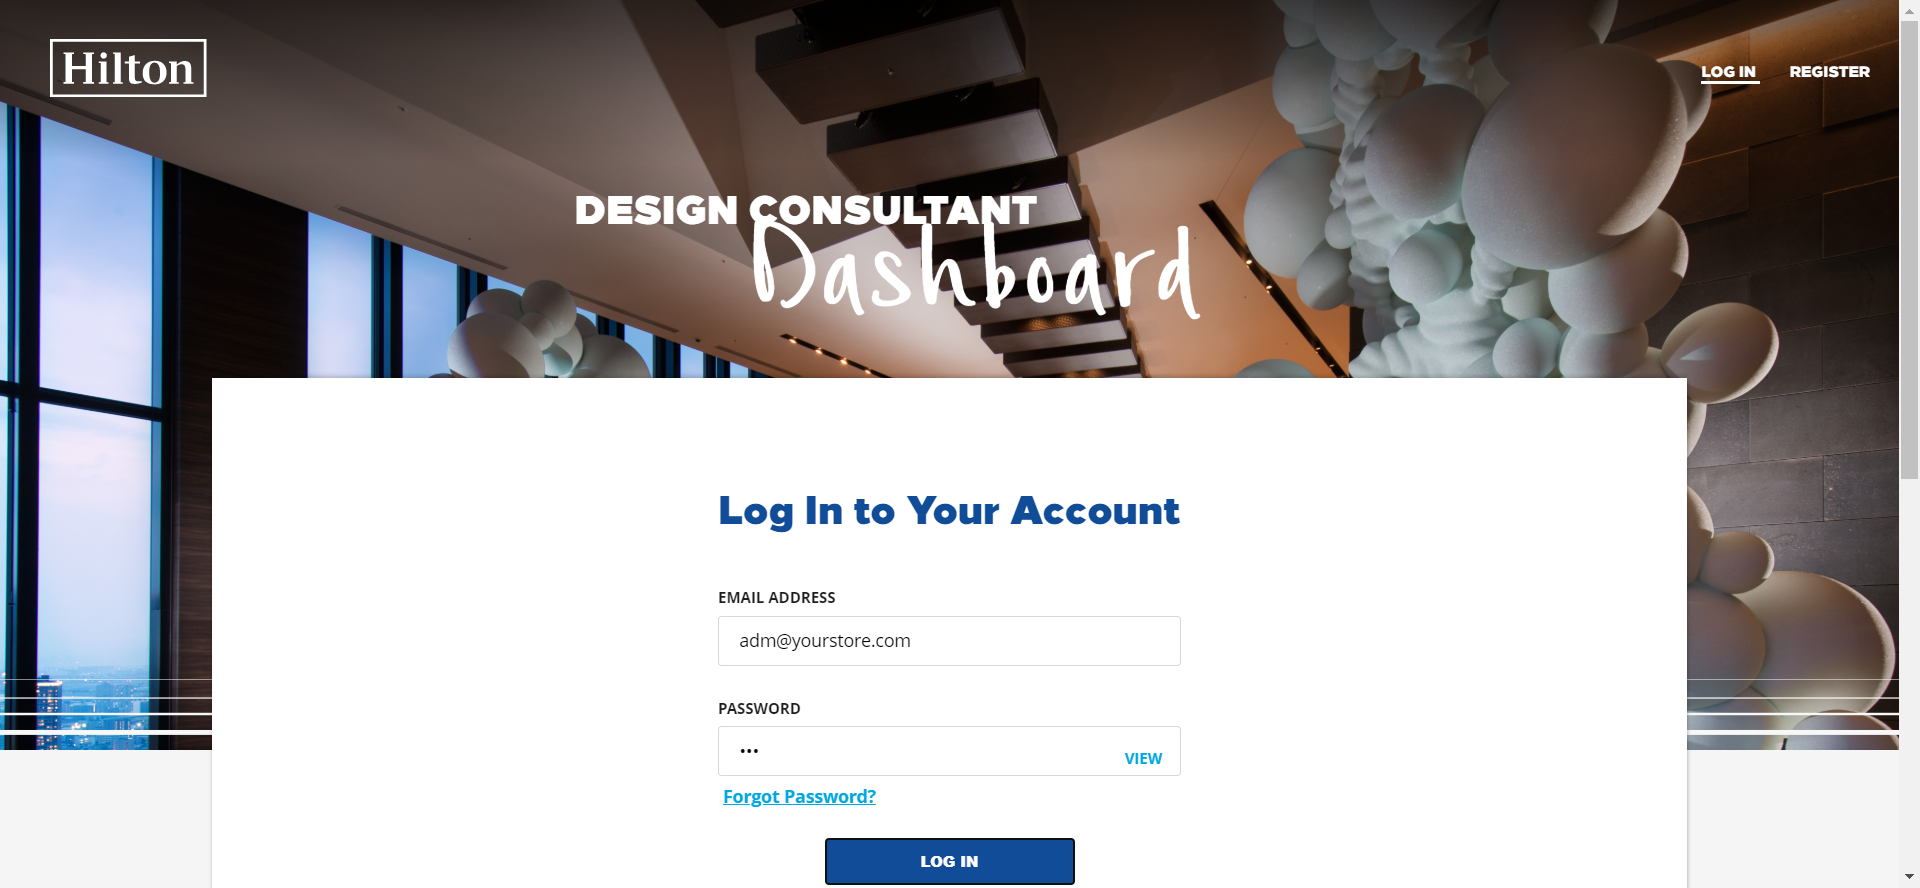 Hilton
LOG IN
REGISTER
DESIGN CONSULTANT
Dashboard
Log In to Your Account
EMAIL ADDRESS
adm@yourstore.com
PASSWORD
•••
VIEW
Forgot Password?
LOG IN